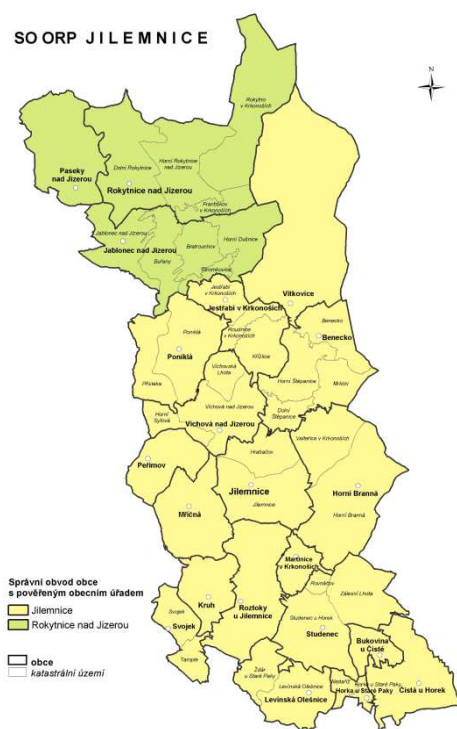 SO ORP JILEMNICE
Rokytno
v Krkonoších
Paseky
nad Jizerou
Dolní Rokytnice
Horní Rokytnice
nad Jizerou
Rokytnice nad Jizerou
Františkov
v Krkonoších
Jablonec nad Jizerou
Jablonec nad Jizerou
Bratrouchov
Horní Dušnice
Buřany
Stromkovice
Jestřabí
v Krkonoších
Jestřabí v Krkonoších
Vítkovice
Poniklá
Roudnice
v Krkonoších
Benecko
Benecko
Poniklá
Křížlice
Víchovská
Lhota
Přívlaka
Horní Štěpanice
Mrklov
Víchová nad Jizerou
Dolní
Štěpanice
Horní
Sytová
Víchová nad Jizerou
Valteřice v Krkonoších
Peřimov
Hrabačov
Jilemnice
Jilemnice
Horní Branná
Horní Branná
Mříčná
Martinice
v Krkonoších
Rovnáčov
Zálesní Lhota
Správní obvod obce
s pověřeným obecním úřadem
Jilemnice
Rokytnice nad Jizerou
obce
katastrální území
Kruh
Roztoky
u Jilemnice
Svojek
Svojek
Tample
Studenec u Horek
Studenec
Bukovina
u Čisté
Žďár
u Staré Paky
Levínská Olešnice
Levínská Olešnice
Nedaříž
Horka u Staré Paky
Horka u Staré Paky
Čistá u Horek